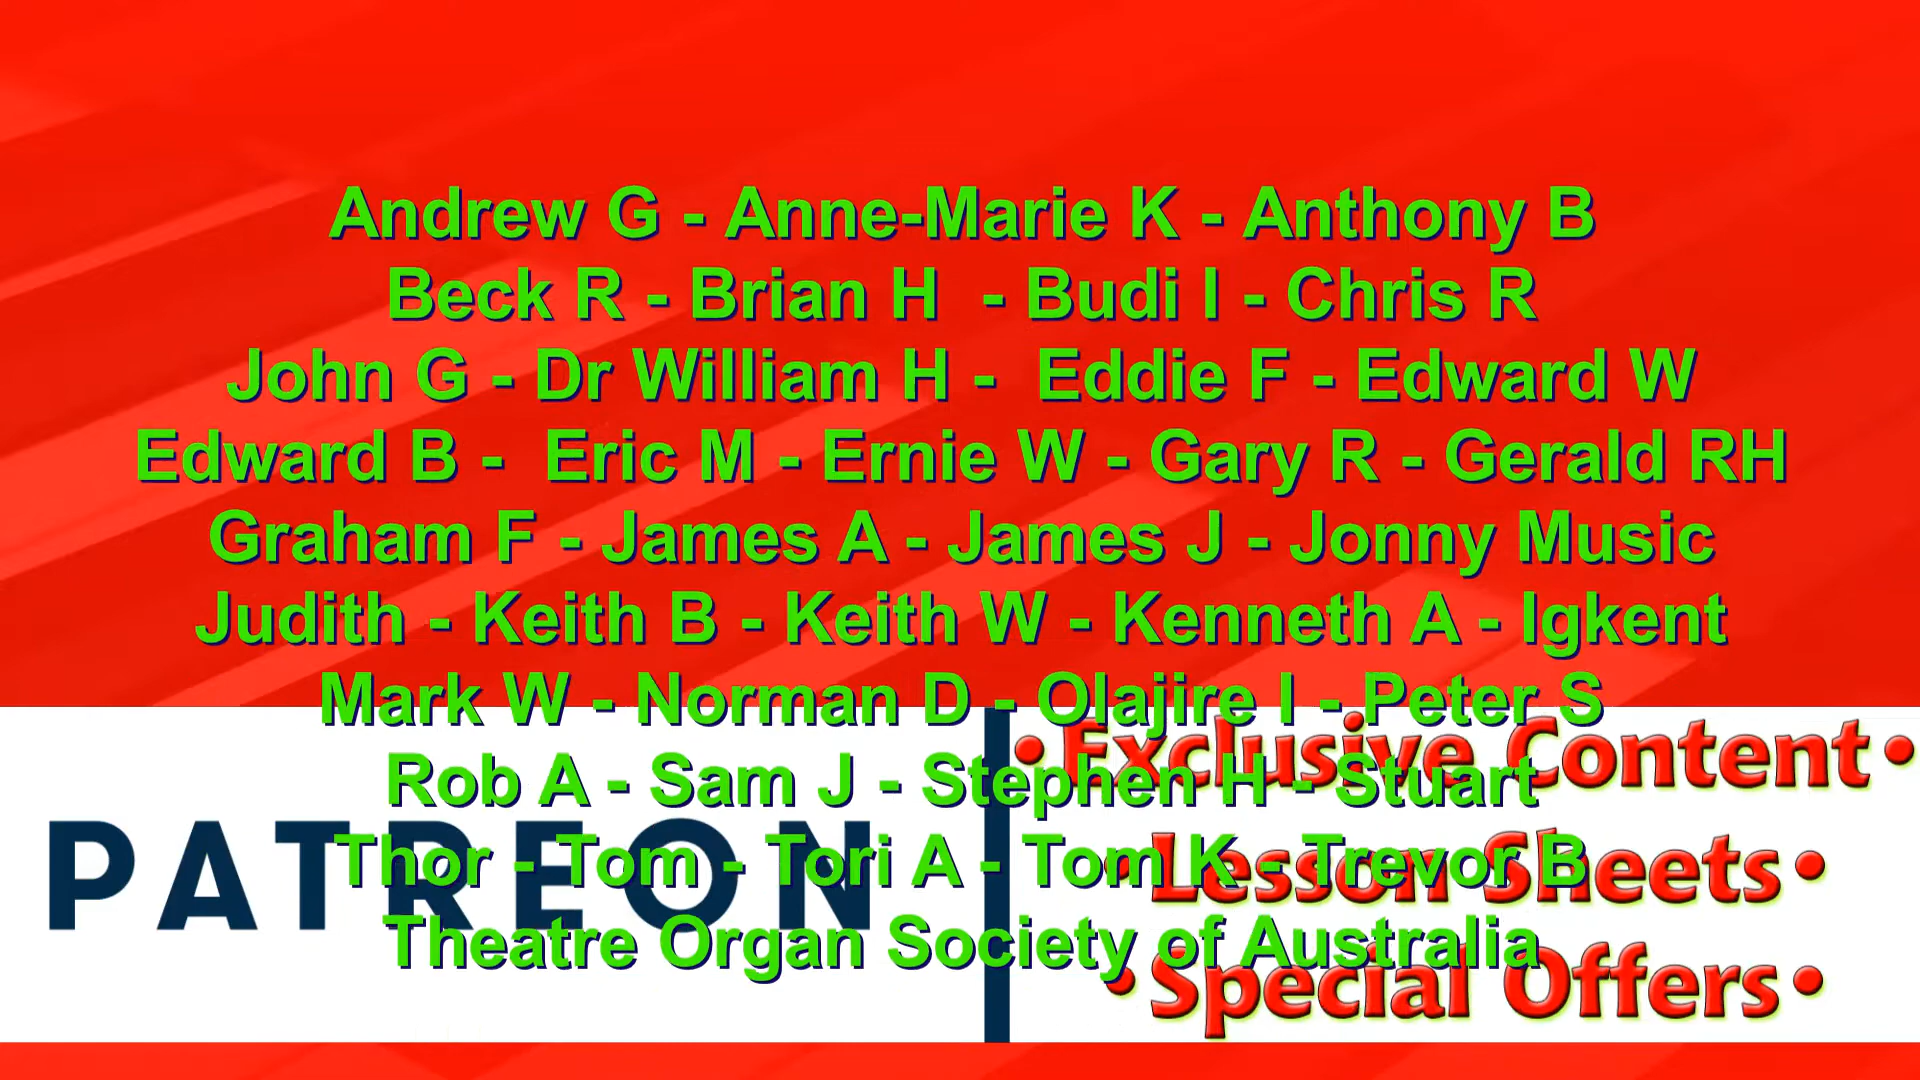 Andrew G - Anne-Marie K - Anthony B
Beck R - Brian H - Budi I - Chris R
John G - Dr William H - Eddie F - Edward W
Edward B - Eric M - Ernie W - Gary R - Gerald RH
Graham F - James A - James J - Jonny Music
Judith - Keith B - Keith W - Kenneth A - Igkent
Mark W - Norman D - Olajire I - Peter S
Rob A - Sam J - Stephen H - Stuart
Thor - Tom - Tori A - Tom K - Trevor B
Theatre Organ Society of Australia
PATREON
•Exclusive Content•
•Lesson Sheets•
•Special Offers•